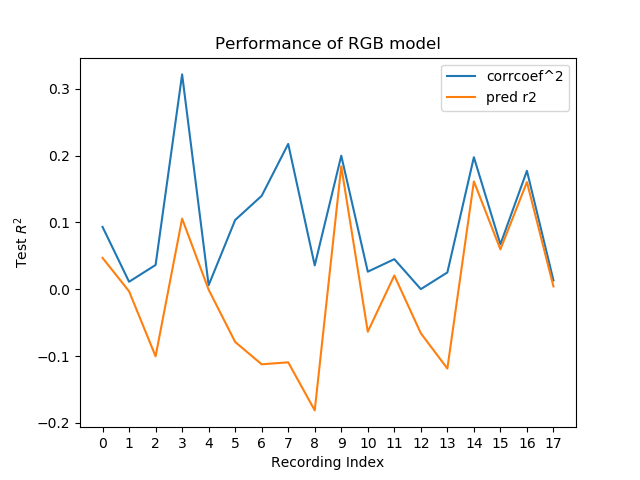 Performance of RGB model
corrcoef^2
pred r2
Test R²
0.3
0.2
0.1
0.0
−0.1
−0.2
0 1 2 3 4 5 6 7 8 9 10 11 12 13 14 15 16 17
Recording Index